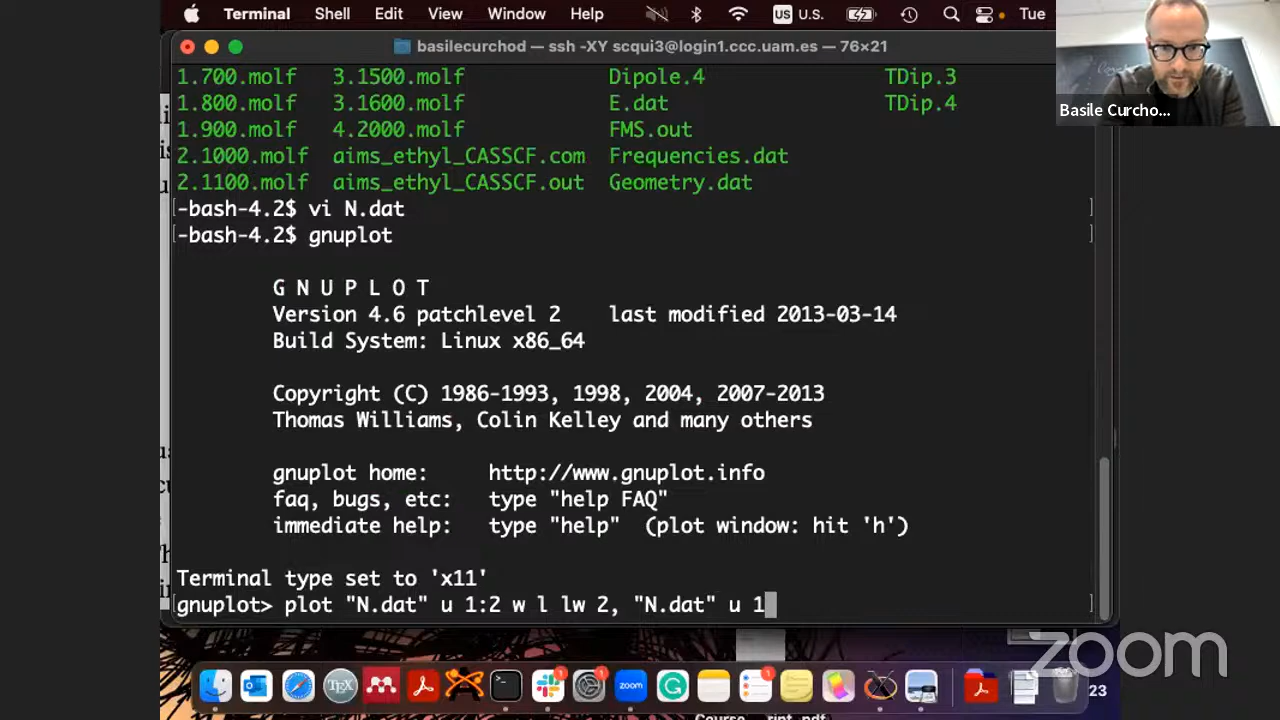 Terminal Shell Edit View Window Help US U.S. Tue
basilecurchod — ssh -XY scqui3@login1.ccc.uam.es — 76×21
1.700.molf 3.1500.molf Dipole.4 TDip.3
1.800.molf 3.1600.molf E.dat TDip.4
1.900.molf 4.2000.molf FMS.out
2.1000.molf aims_ethyl_CASSCF.com Frequencies.dat
2.1100.molf aims_ethyl_CASSCF.out Geometry.dat
[-bash-4.2$ vi N.dat ]
[-bash-4.2$ gnuplot ]
G N U P L O T
Version 4.6 patchlevel 2 last modified 2013-03-14
Build System: Linux x86_64
Copyright (C) 1986-1993, 1998, 2004, 2007-2013
Thomas Williams, Colin Kelley and many others
gnuplot home: http://www.gnuplot.info
faq, bugs, etc: type "help FAQ"
immediate help: type "help" (plot window: hit 'h')
Terminal type set to 'x11'
gnuplot> plot "N.dat" u 1:2 w l lw 2, "N.dat" u 1 ]
Basile Curcho...
zoom
TEX zoom 23